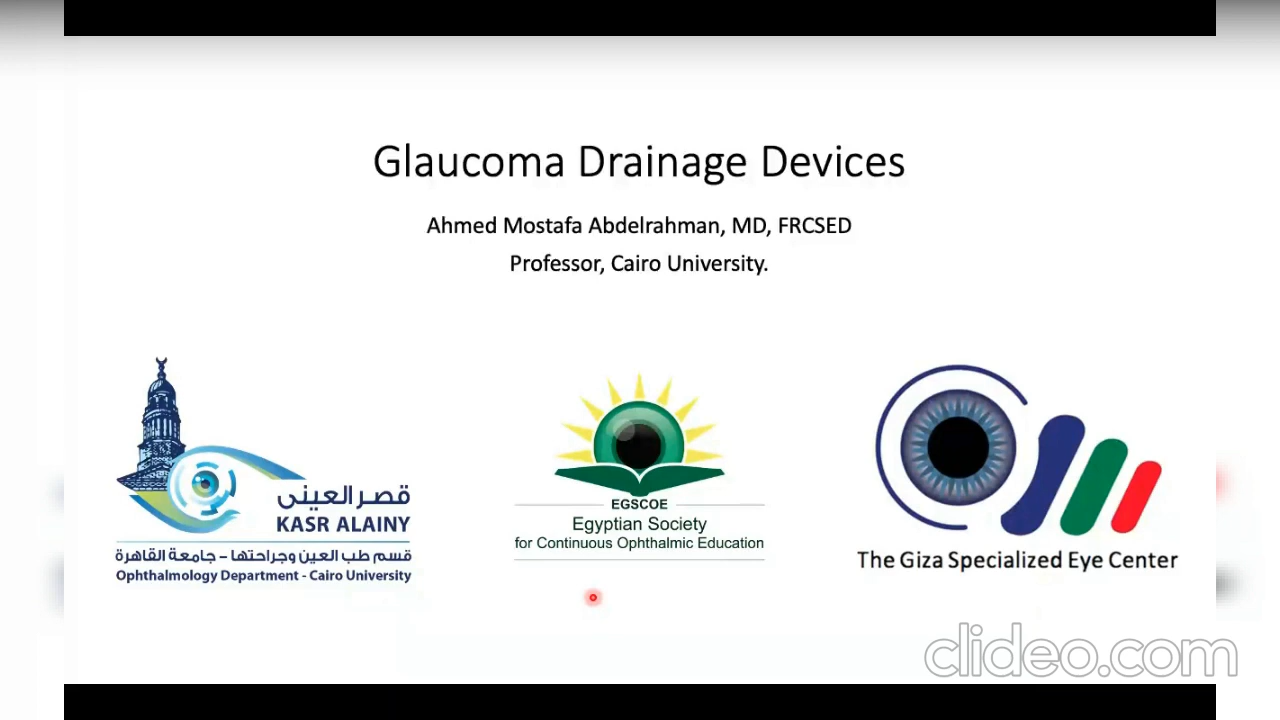 Glaucoma Drainage Devices
Ahmed Mostafa Abdelrahman, MD, FRCSED
Professor, Cairo University.
قصر العينى
KASR ALAINY
قسم طب العين وجراحتها – جامعة القاهرة
Ophthalmology Department - Cairo University
EGSCOE
Egyptian Society
for Continuous Ophthalmic Education
The Giza Specialized Eye Center
clideo.com